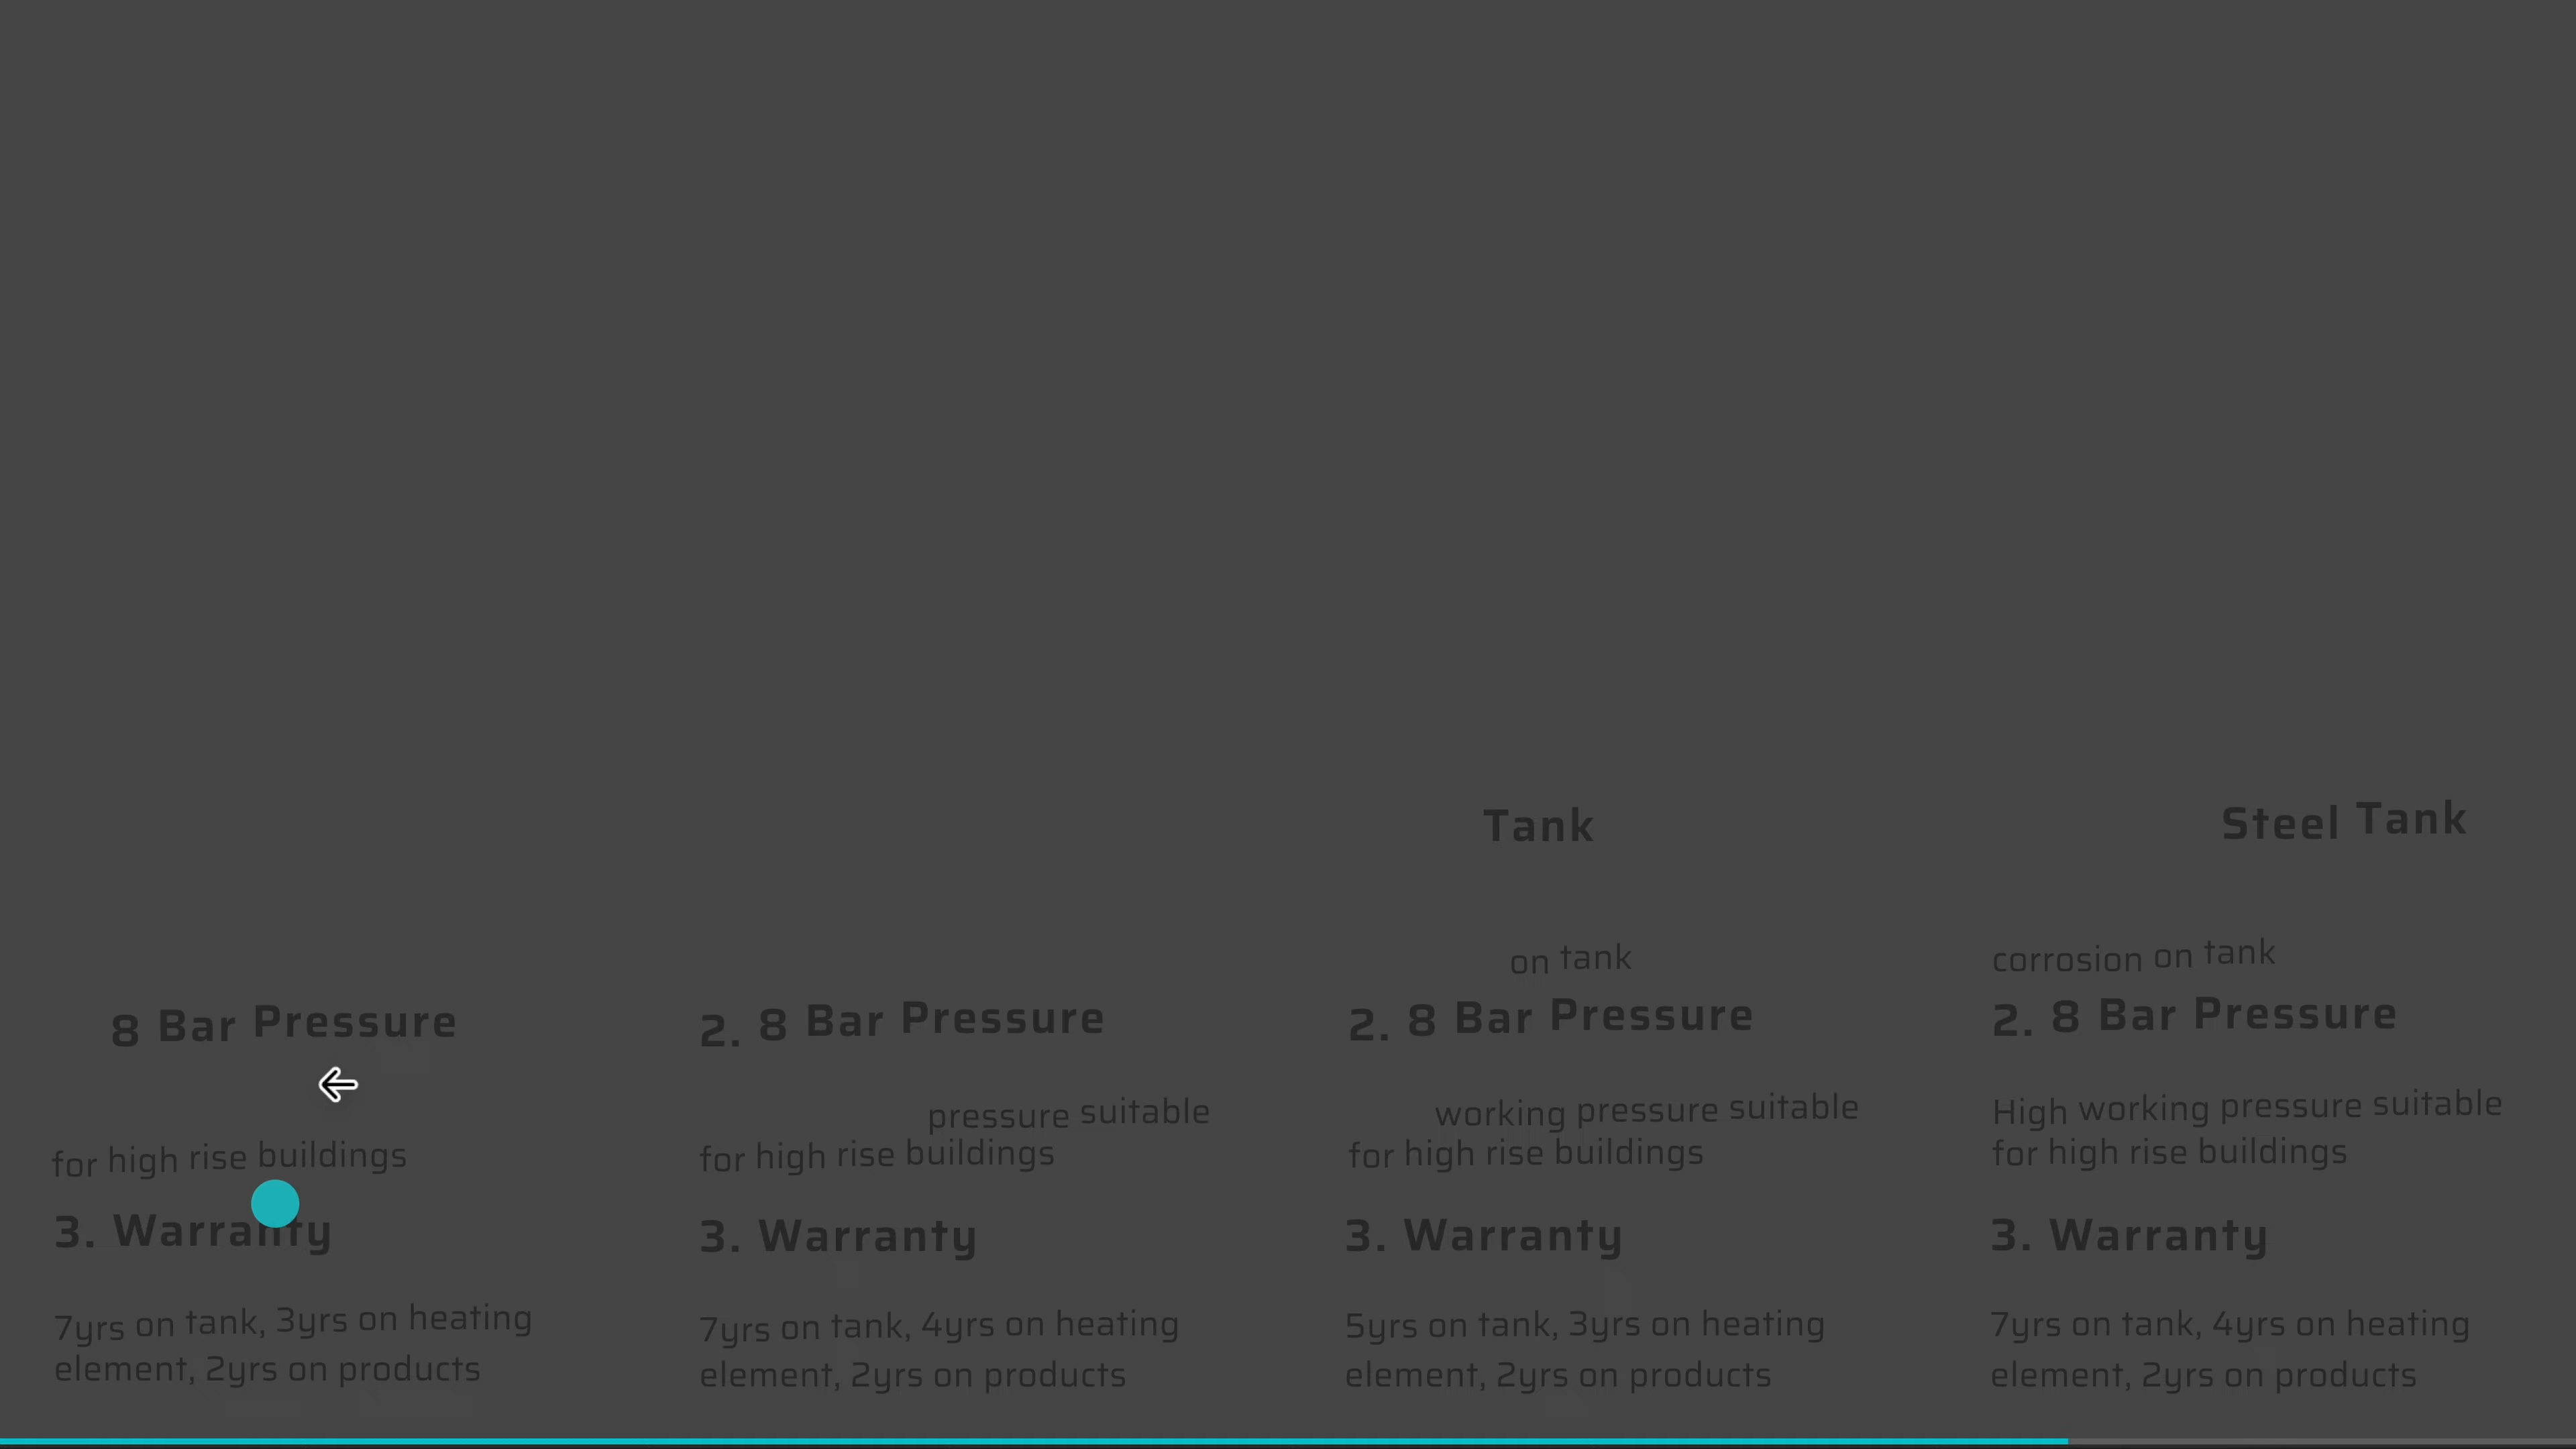 8 Bar Pressure
for high rise buildings
3. Warranty
7yrs on tank, 3yrs on heating
element, 2yrs on products
2. 8 Bar Pressure
pressure suitable
for high rise buildings
3. Warranty
7yrs on tank, 4yrs on heating
element, 2yrs on products
Tank
on tank
2. 8 Bar Pressure
working pressure suitable
for high rise buildings
3. Warranty
5yrs on tank, 3yrs on heating
element, 2yrs on products
Steel Tank
corrosion on tank
2. 8 Bar Pressure
High working pressure suitable
for high rise buildings
3. Warranty
7yrs on tank, 4yrs on heating
element, 2yrs on products